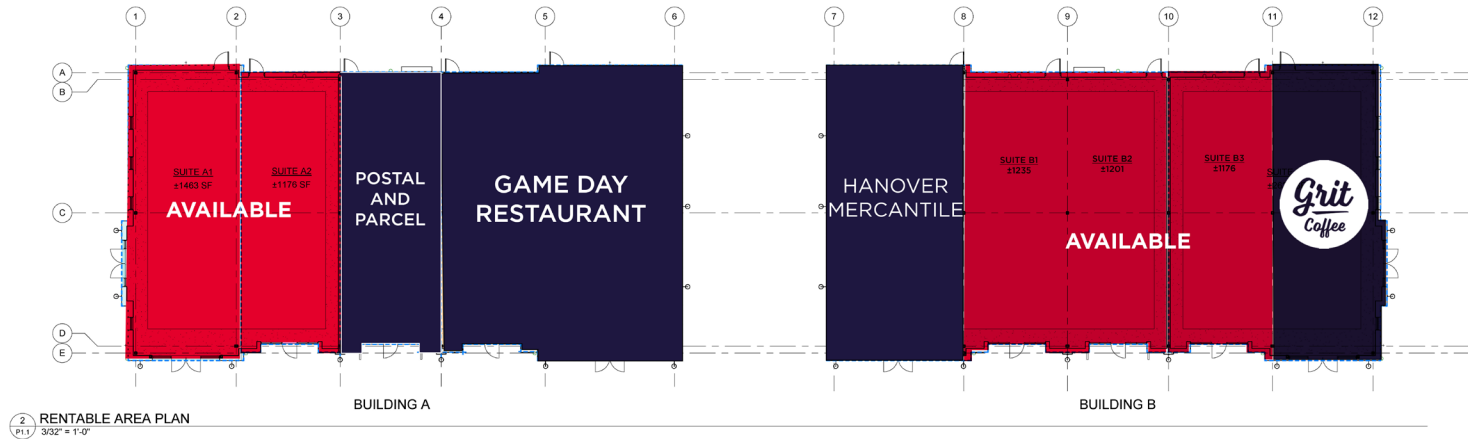 1 2 3 4 5 6 7 8 9 10 11 12
A
B
SUITE A1
±1463 SF
AVAILABLE
SUITE A2
±1176 SF
POSTAL
AND
PARCEL
GAME DAY
RESTAURANT
HANOVER
MERCANTILE
SUITE B1
±1235
SUITE B2
±1201
SUITE B3
±1176
AVAILABLE
Grit
Coffee
C
D
E
BUILDING A
BUILDING B
2
P1.1
RENTABLE AREA PLAN
3/32" = 1'-0"